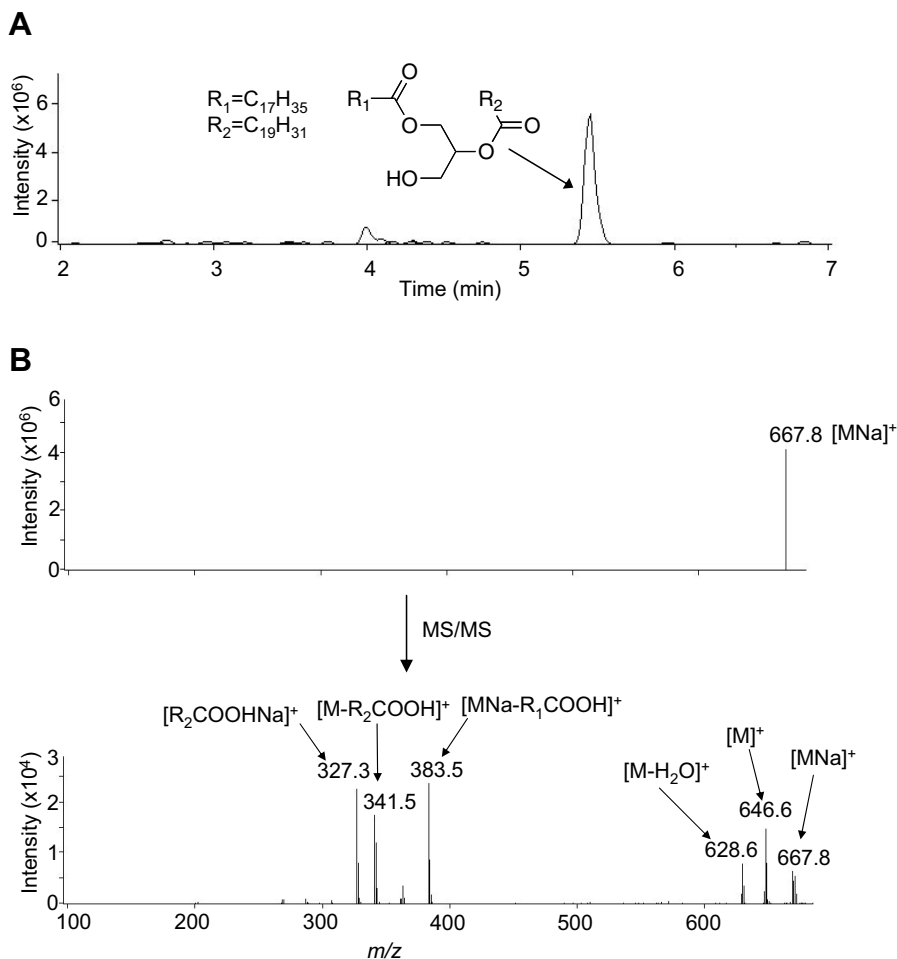 A
Intensity (x10⁶)
6
4
2
0
R₁=C₁₇H₃₅
R₂=C₁₉H₃₁
R₁
O
O
R₂
O
O
HO
2 3 4 5 6 7
Time (min)
B
Intensity (x10⁶)
6
4
2
0
667.8 [MNa]⁺
MS/MS
[R₂COOHNa]⁺ [M-R₂COOH]⁺ [MNa-R₁COOH]⁺
[M-H₂O]⁺ [M]⁺ [MNa]⁺
Intensity (x10⁴)
3
2
1
0
327.3 341.5 383.5 628.6 646.6 667.8
100 200 300 400 500 600
m/z